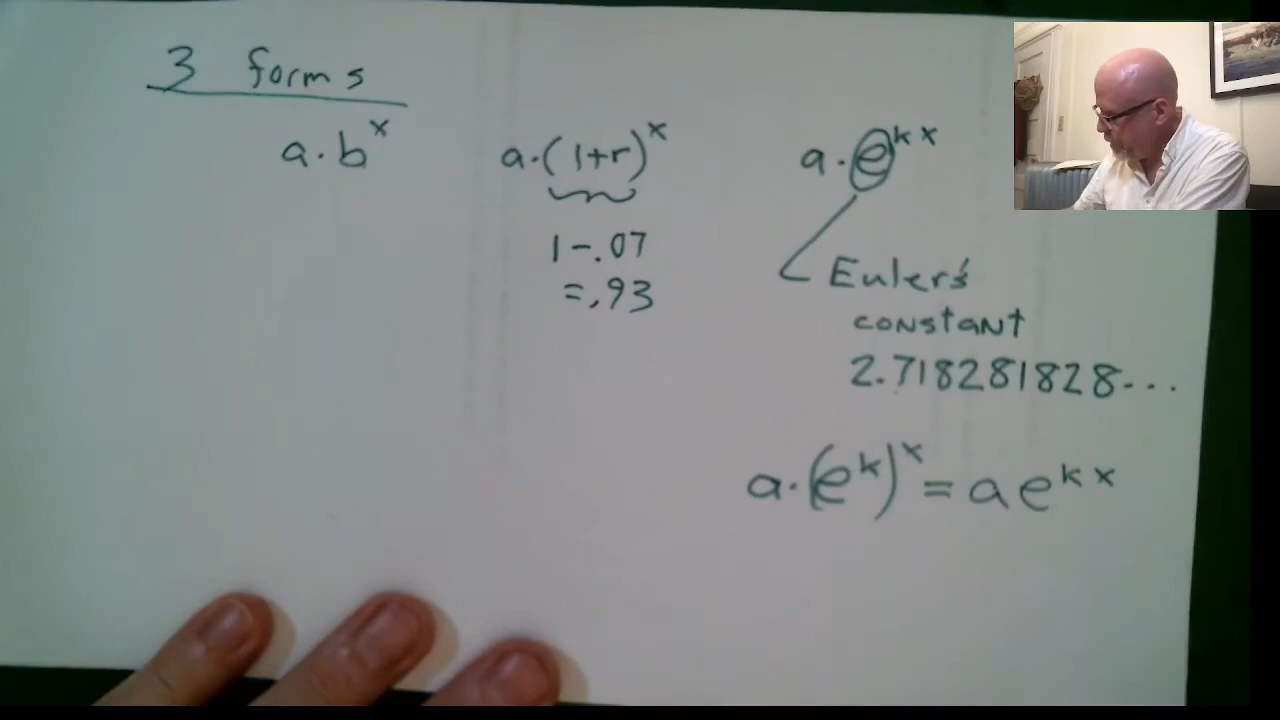 3 forms
a·b^x
a·(1+r)^x
1-.07
=.93
a·e^kx
Euler's
constant
2.718281828...
a·(e^k)^x = ae^kx